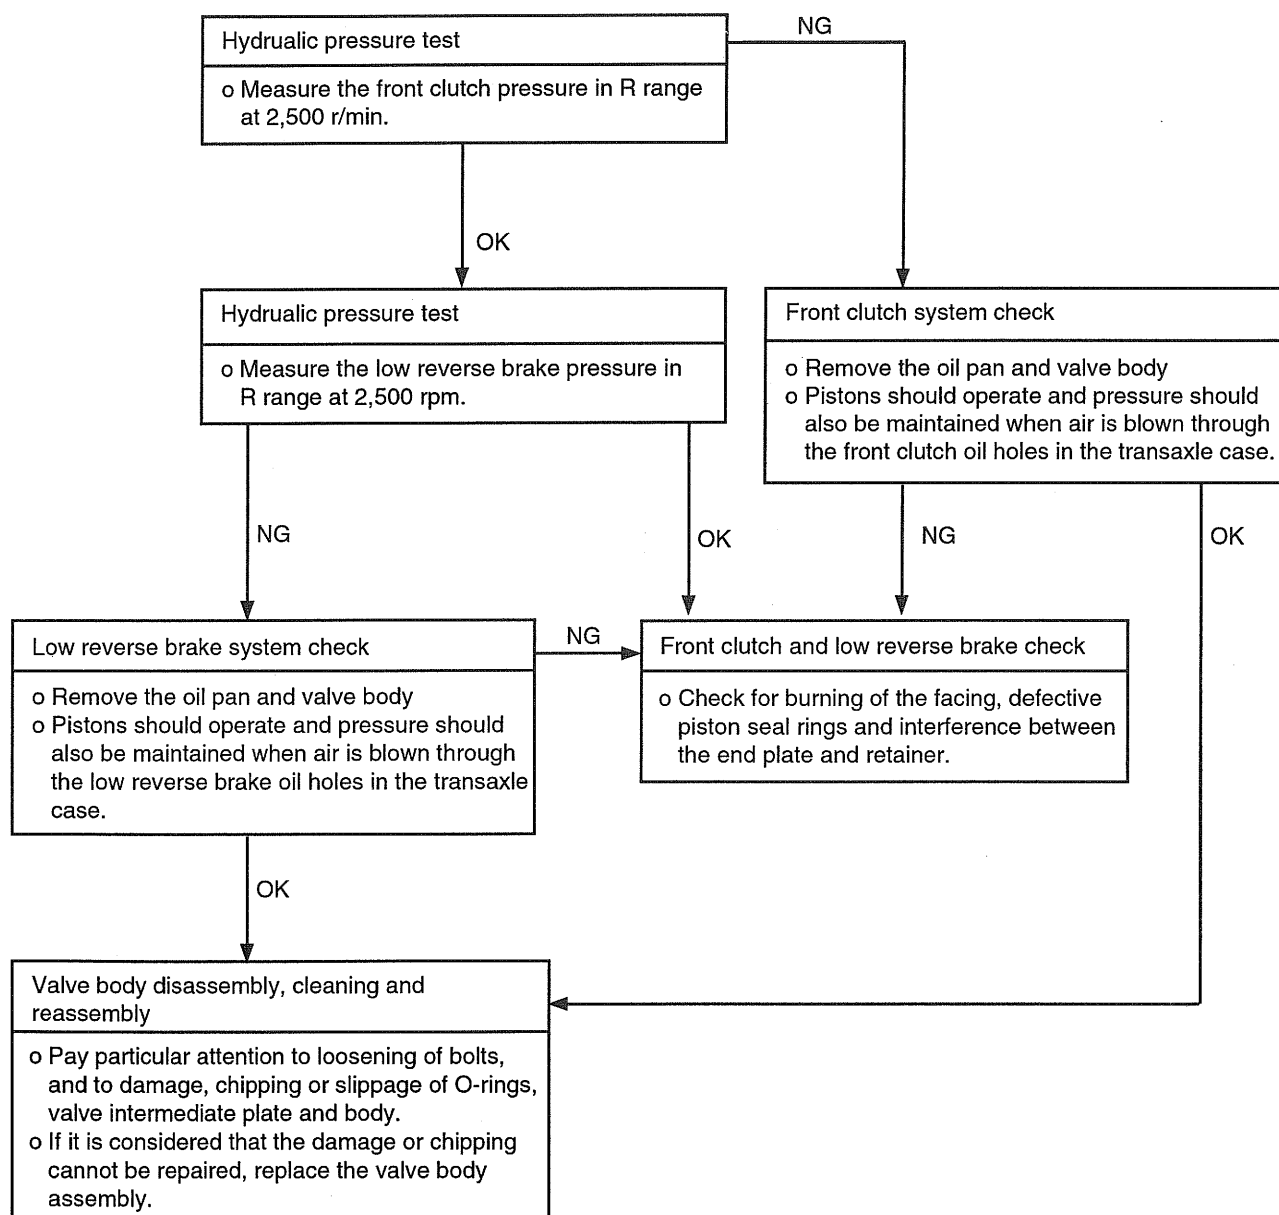 Hydrualic pressure test
o Measure the front clutch pressure in R range
at 2,500 r/min.
NG
OK
Hydrualic pressure test
o Measure the low reverse brake pressure in
R range at 2,500 rpm.
Front clutch system check
o Remove the oil pan and valve body
o Pistons should operate and pressure should
also be maintained when air is blown through
the front clutch oil holes in the transaxle case.
NG
OK
NG
OK
Low reverse brake system check
o Remove the oil pan and valve body
o Pistons should operate and pressure should
also be maintained when air is blown through
the low reverse brake oil holes in the transaxle
case.
NG
Front clutch and low reverse brake check
o Check for burning of the facing, defective
piston seal rings and interference between
the end plate and retainer.
OK
Valve body disassembly, cleaning and
reassembly
o Pay particular attention to loosening of bolts,
and to damage, chipping or slippage of O-rings,
valve intermediate plate and body.
o If it is considered that the damage or chipping
cannot be repaired, replace the valve body
assembly.